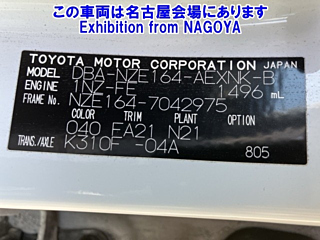 この車両は名古屋会場にあります
Exhibition from NAGOYA
TOYOTA MOTOR CORPORATION JAPAN
MODEL DBA-NZE164-AEXNK-B
ENGINE 1NZ-FE 1496 mL
FRAME No. NZE164-7042975
COLOR TRIM PLANT
040 EA21 N21
TRANS./AXLE K310F -04A
805